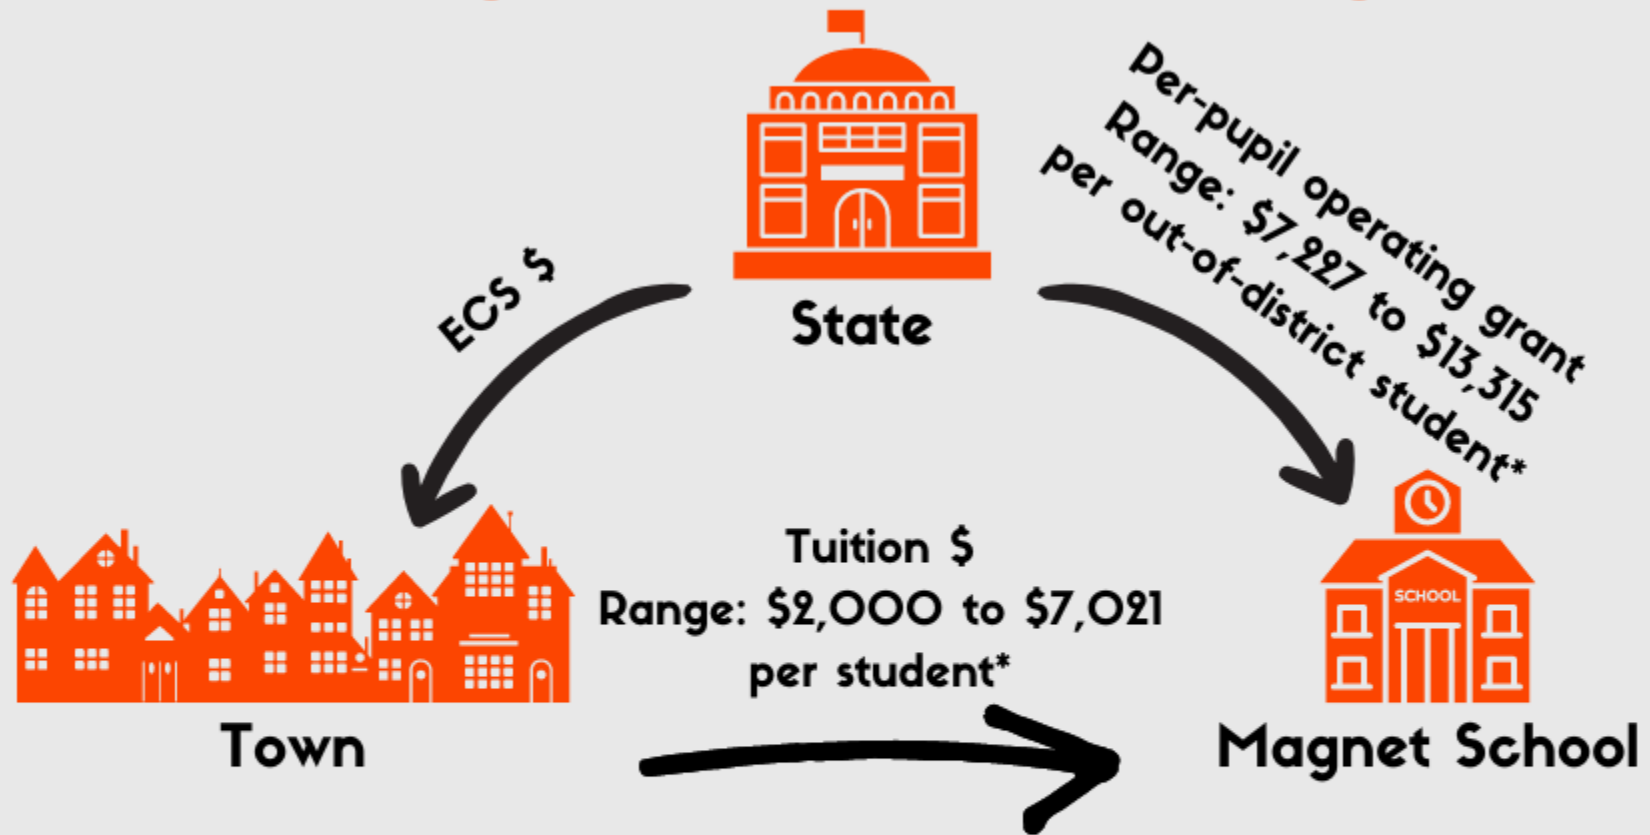 Per-pupil operating grant
Range: $7,227 to $13,315
per out-of-district student*
ECS $
State
Tuition $
Range: $2,000 to $7,021
per student*
SCHOOL
Town
Magnet School